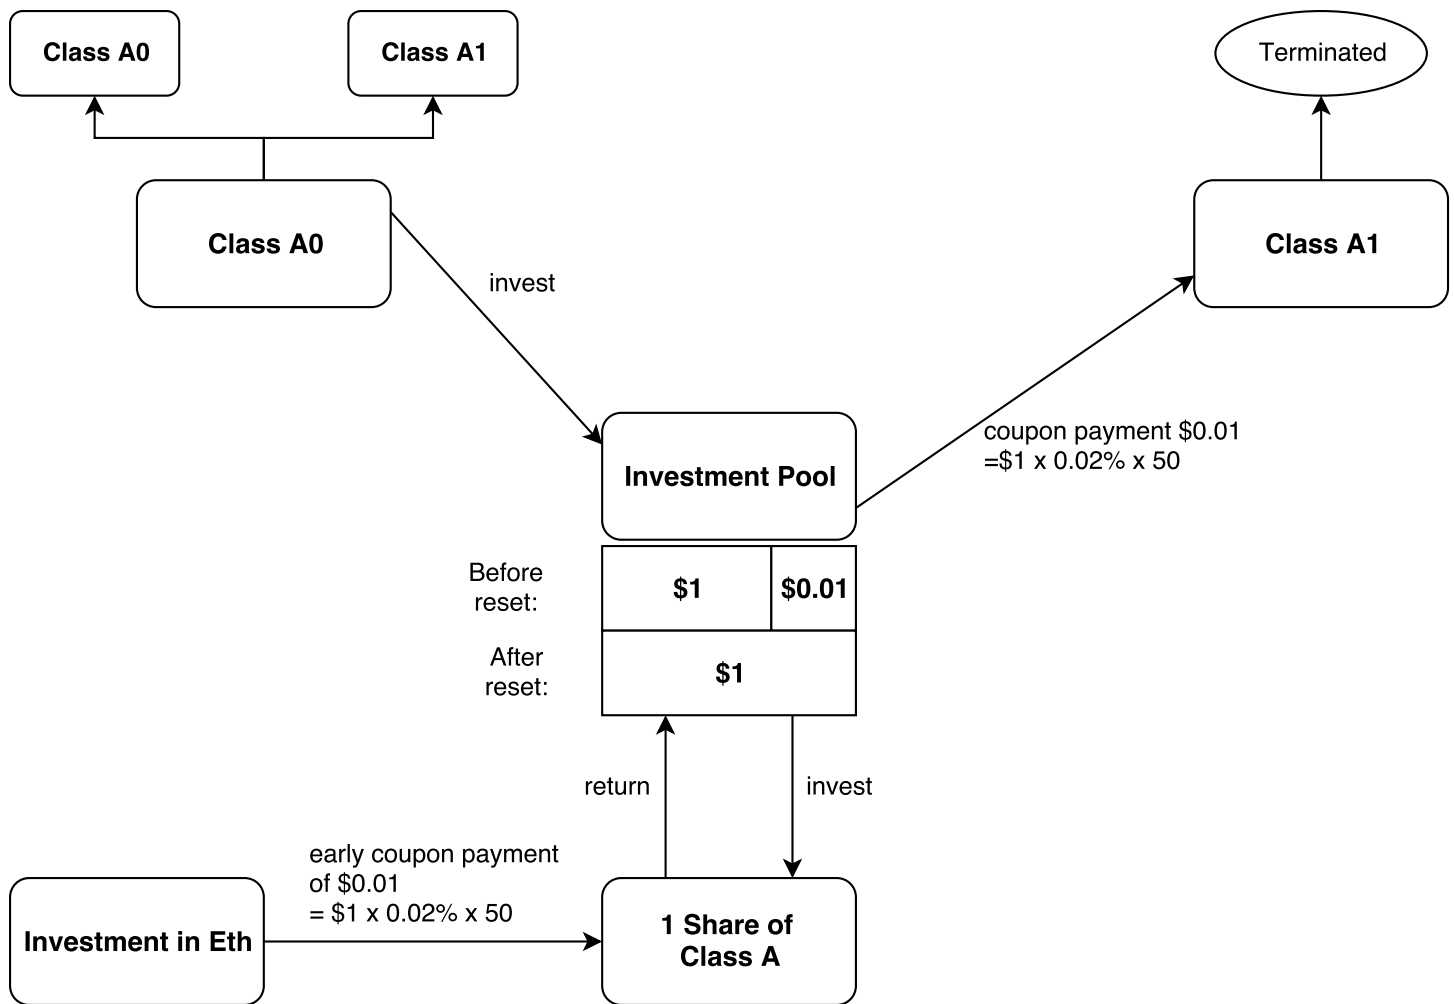 Class A0
Class A1
Terminated
Class A0
Class A1
invest
coupon payment $0.01
=$1 x 0.02% x 50
Investment Pool
Before
reset:
$1
$0.01
After
reset:
$1
return
invest
early coupon payment
of $0.01
= $1 x 0.02% x 50
Investment in Eth
1 Share of
Class A